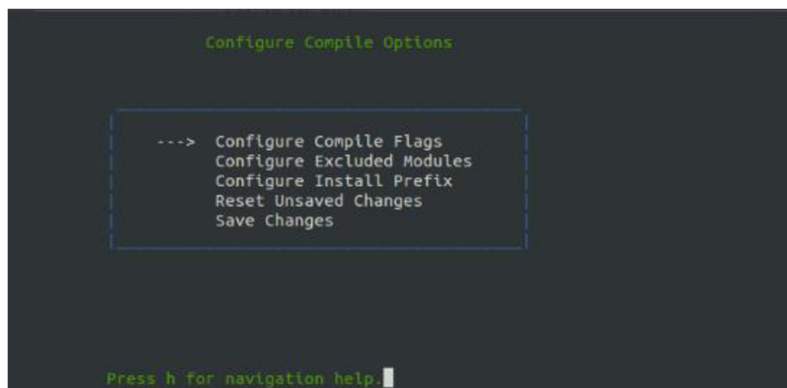 Configure Compile Options
---> Configure Compile Flags
Configure Excluded Modules
Configure Install Prefix
Reset Unsaved Changes
Save Changes
Press h for navigation help.